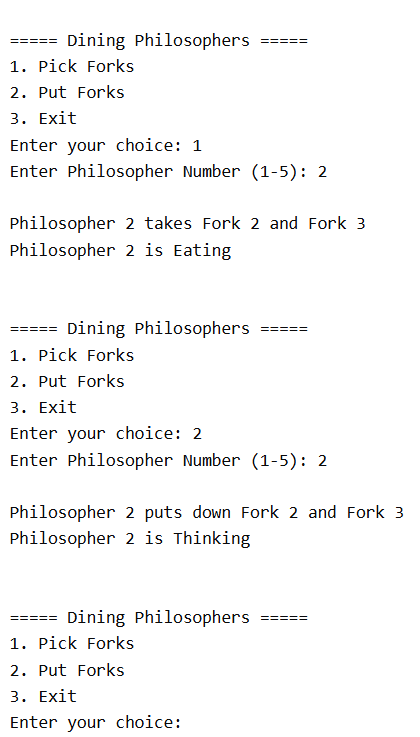 ===== Dining Philosophers =====
1. Pick Forks
2. Put Forks
3. Exit
Enter your choice: 1
Enter Philosopher Number (1-5): 2

Philosopher 2 takes Fork 2 and Fork 3
Philosopher 2 is Eating


===== Dining Philosophers =====
1. Pick Forks
2. Put Forks
3. Exit
Enter your choice: 2
Enter Philosopher Number (1-5): 2

Philosopher 2 puts down Fork 2 and Fork 3
Philosopher 2 is Thinking


===== Dining Philosophers =====
1. Pick Forks
2. Put Forks
3. Exit
Enter your choice: